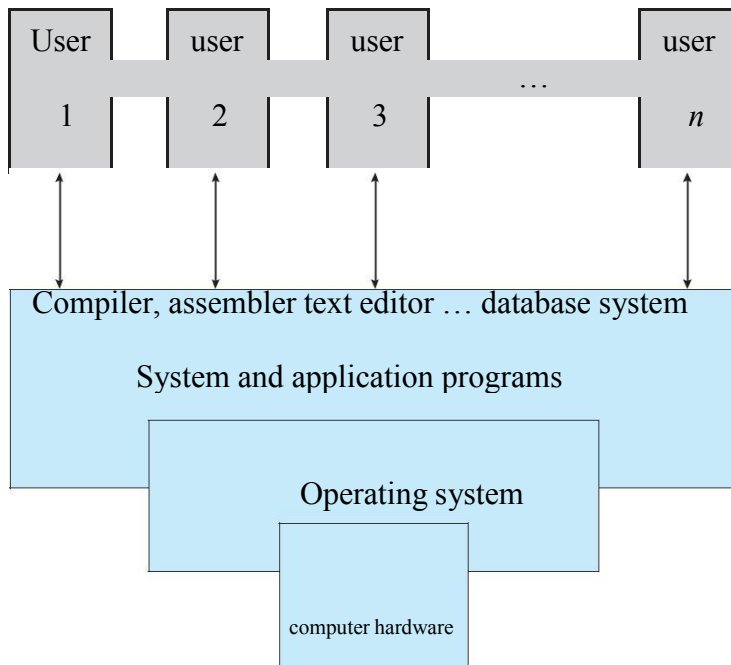 User user user user
…
1 2 3 n
Compiler, assembler text editor … database system
System and application programs
Operating system
computer hardware